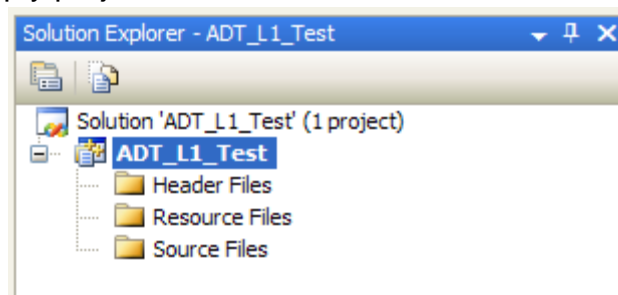 Solution Explorer - ADT_L1_Test
Solution 'ADT_L1_Test' (1 project)
ADT_L1_Test
Header Files
Resource Files
Source Files